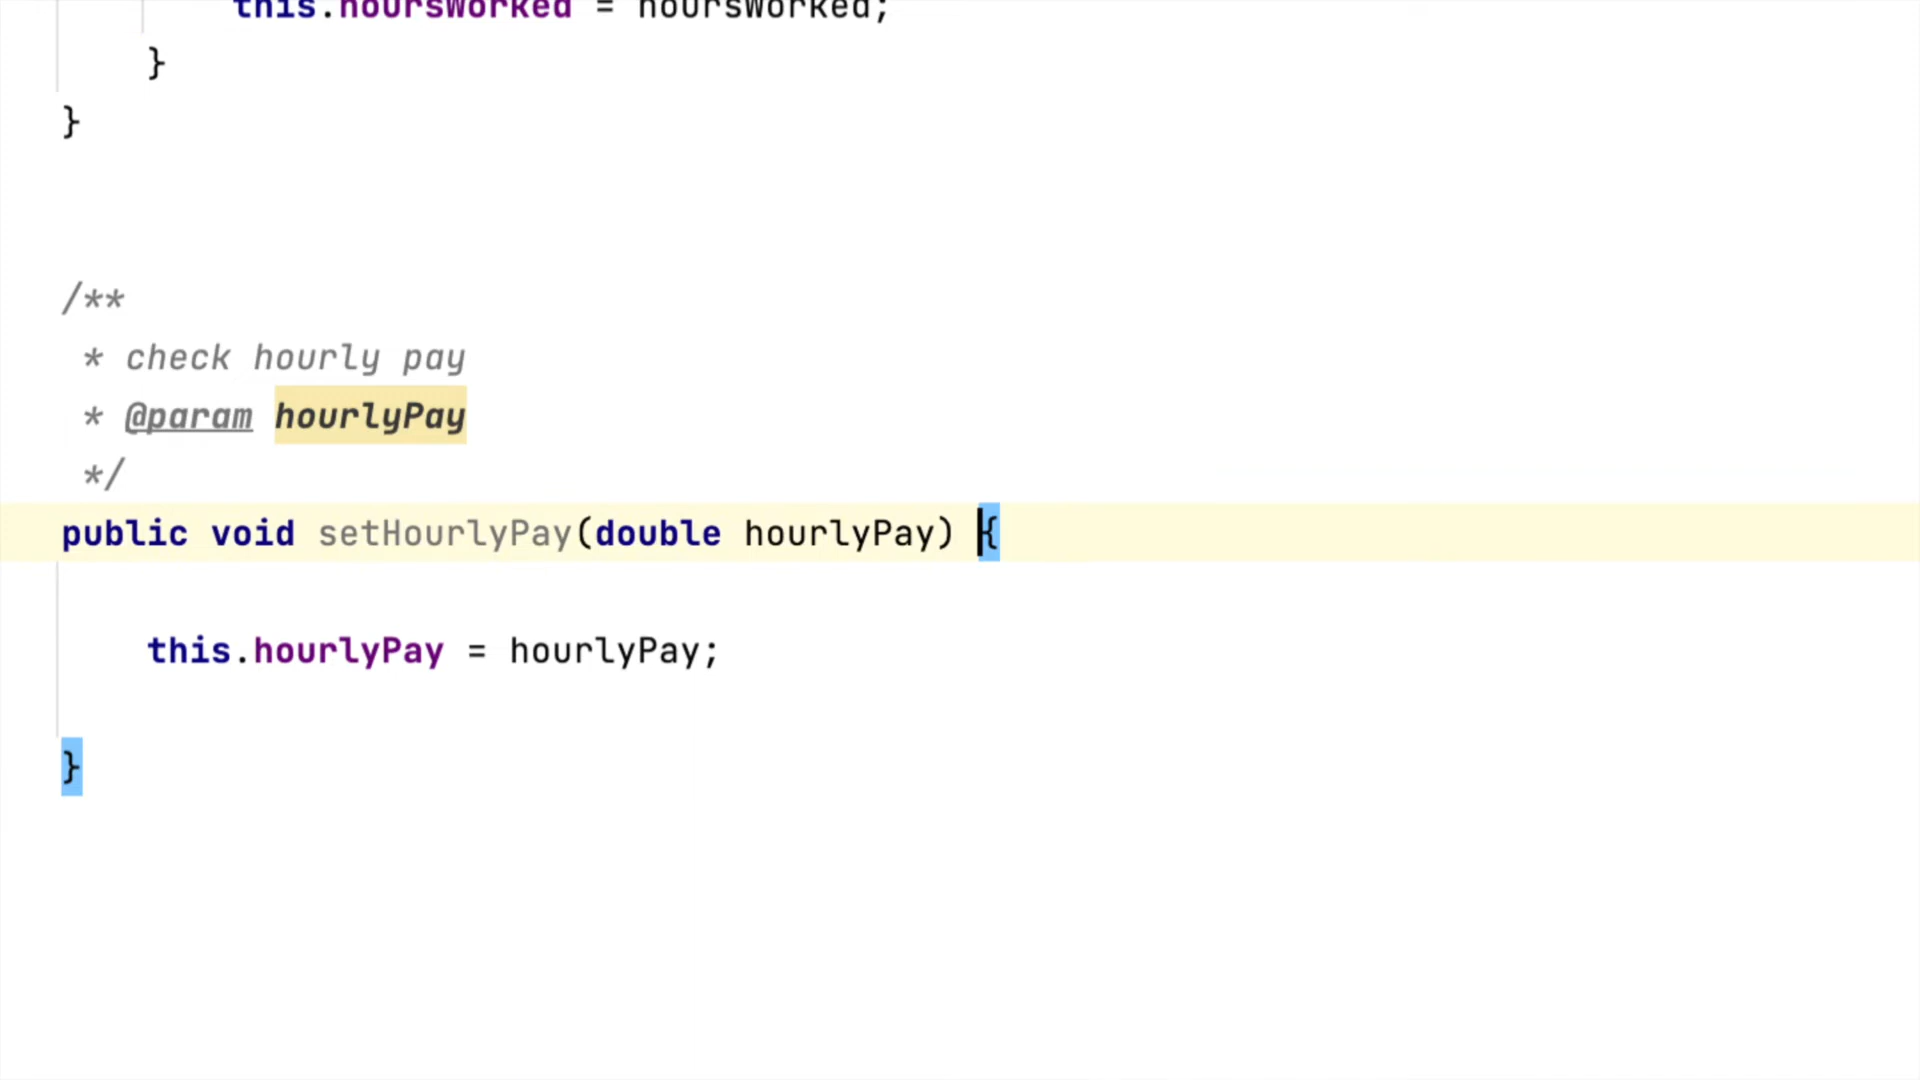 this.hoursWorked = hoursWorked;
}
}
/**
* check hourly pay
* @param hourlyPay
*/
public void setHourlyPay(double hourlyPay) {
this.hourlyPay = hourlyPay;
}